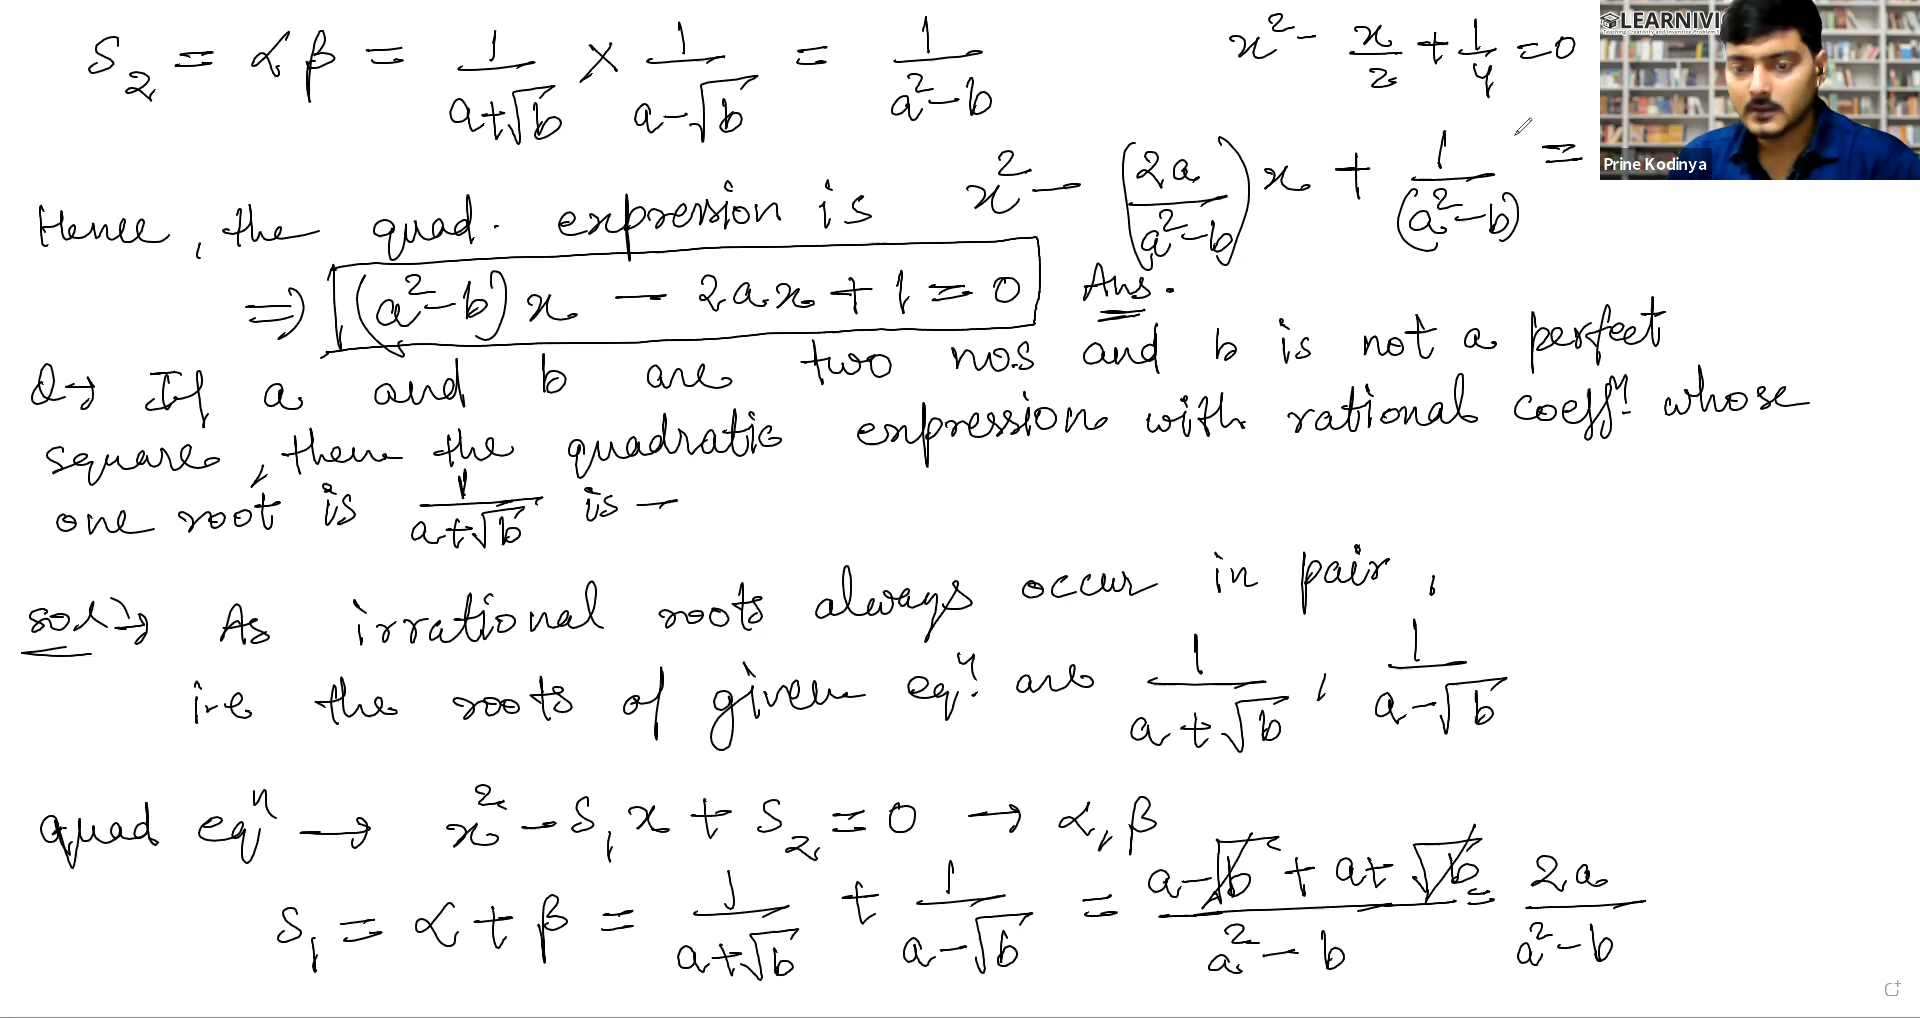 S₂ = αβ = 1/(a+√b) × 1/(a-√b) = 1/(a²-b)
x² - x/2 + 1/4 = 0
LEARNIVI
Prine Kodinya
Hence, the quad. expression is x² - (2a/(a²-b))x + 1/(a²-b) =
⇒ (a²-b)x - 2ax + 1 = 0 Ans.
Q→ If a and b are two nos and b is not a perfect
square, then the quadratic expression with rational coeffⁿ. whose
one root is 1/(a+√b) is —
Sol→ As irrational roots always occur in pair,
i.e the roots of given eqⁿ. are 1/(a+√b), 1/(a-√b)
quad eqⁿ → x² - S₁x + S₂ = 0 → α, β
S₁ = α + β = 1/(a+√b) + 1/(a-√b) = (a-√b + a+√b)/(a²-b) = 2a/(a²-b)